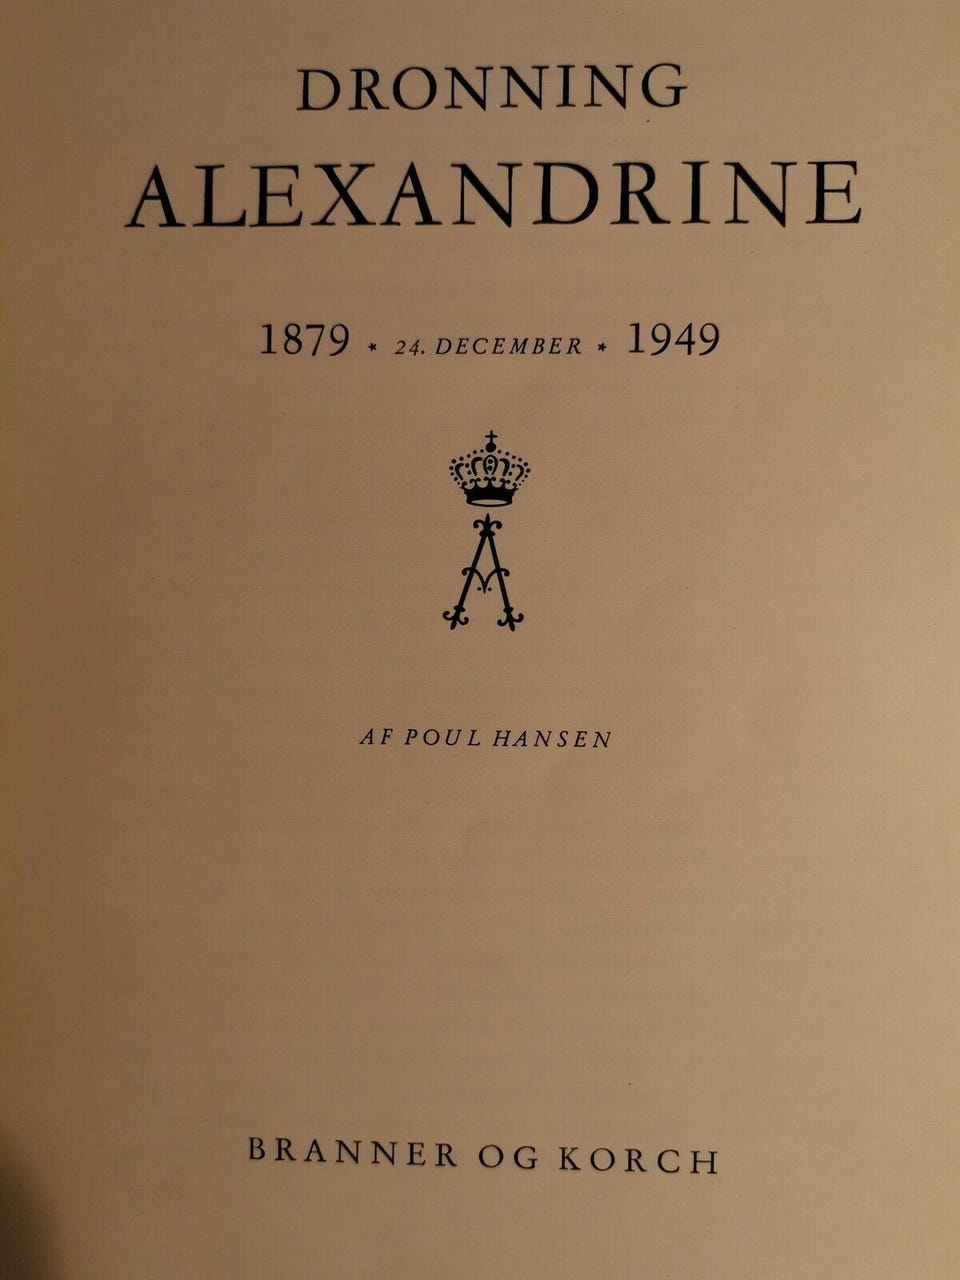 DRONNING
ALEXANDRINE
1879 * 24. DECEMBER * 1949
A
AF POUL HANSEN
BRANNER OG KORCH